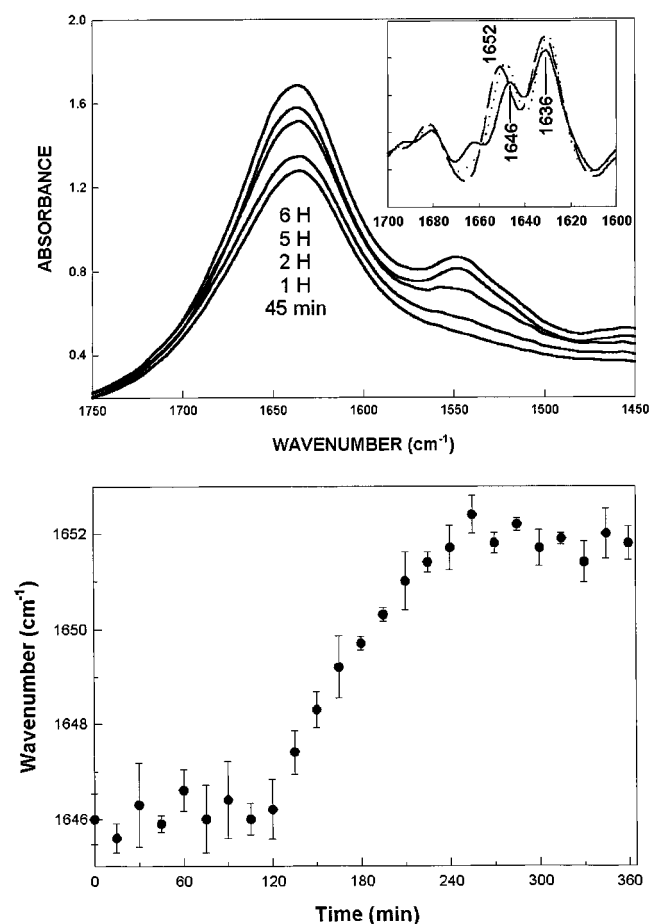 2.0
1652
1.6
1646
1636
1700 1680 1660 1640 1620 1600
ABSORBANCE
1.2
6 H
5 H
2 H
1 H
45 min
0.8
0.4
1750 1700 1650 1600 1550 1500 1450
WAVENUMBER (cm⁻¹)
1652
1650
Wavenumber (cm⁻¹)
1648
1646
0 60 120 180 240 300 360
Time (min)